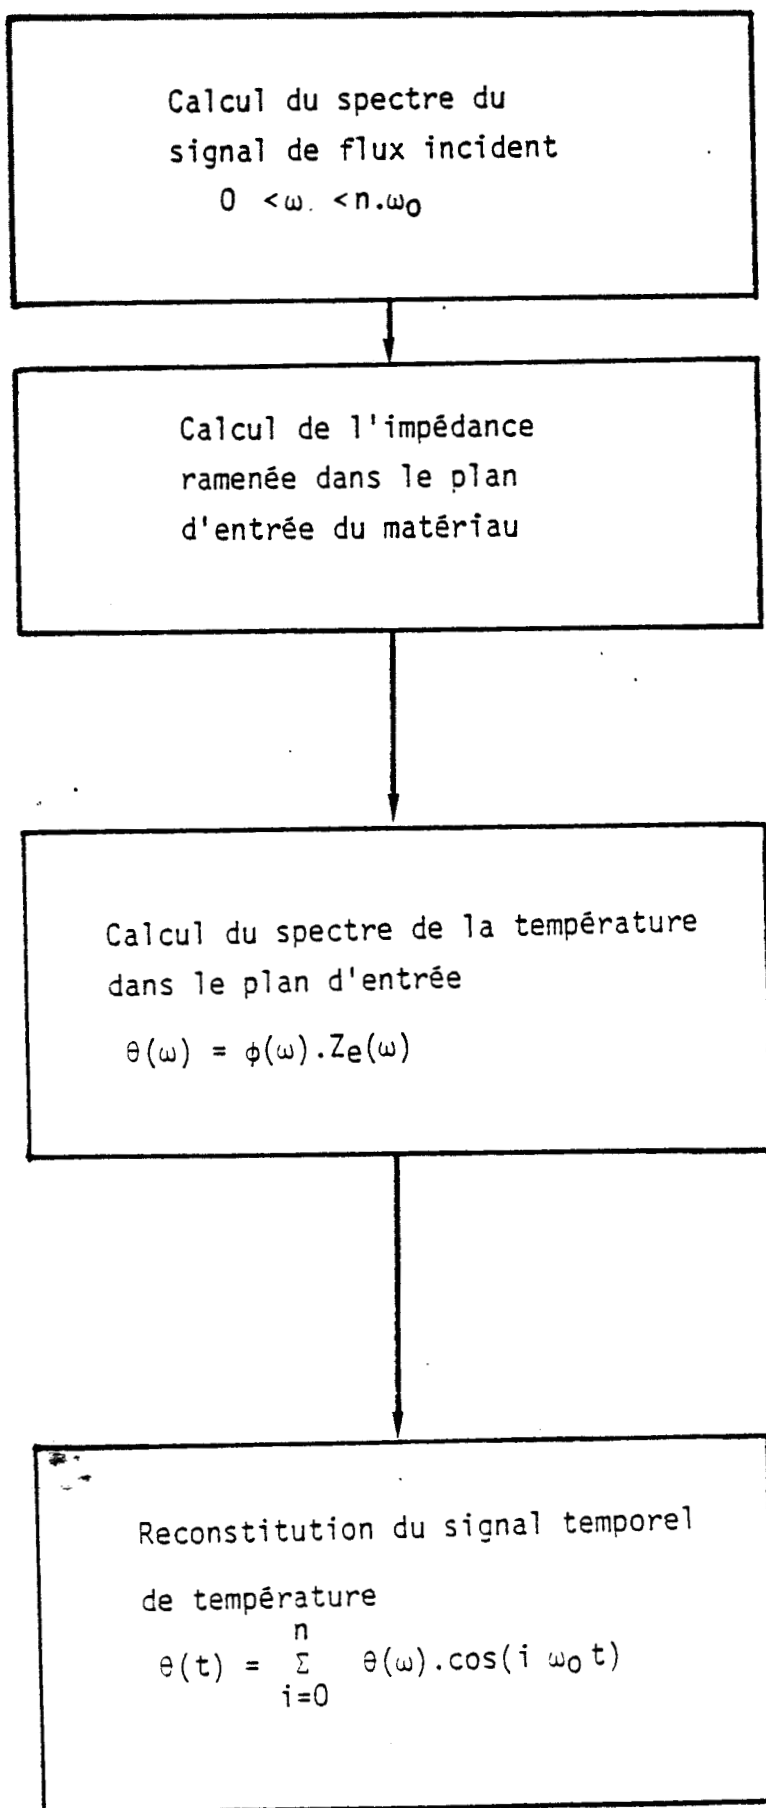 Calcul du spectre du
signal de flux incident
0 <ω. <n.ω₀
Calcul de l'impédance
ramenée dans le plan
d'entrée du matériau
Calcul du spectre de la température
dans le plan d'entrée
θ(ω) = ϕ(ω).Ze(ω)
Reconstitution du signal temporel
de température
n
θ(t) = Σ θ(ω).cos(i ω₀ t)
i=0